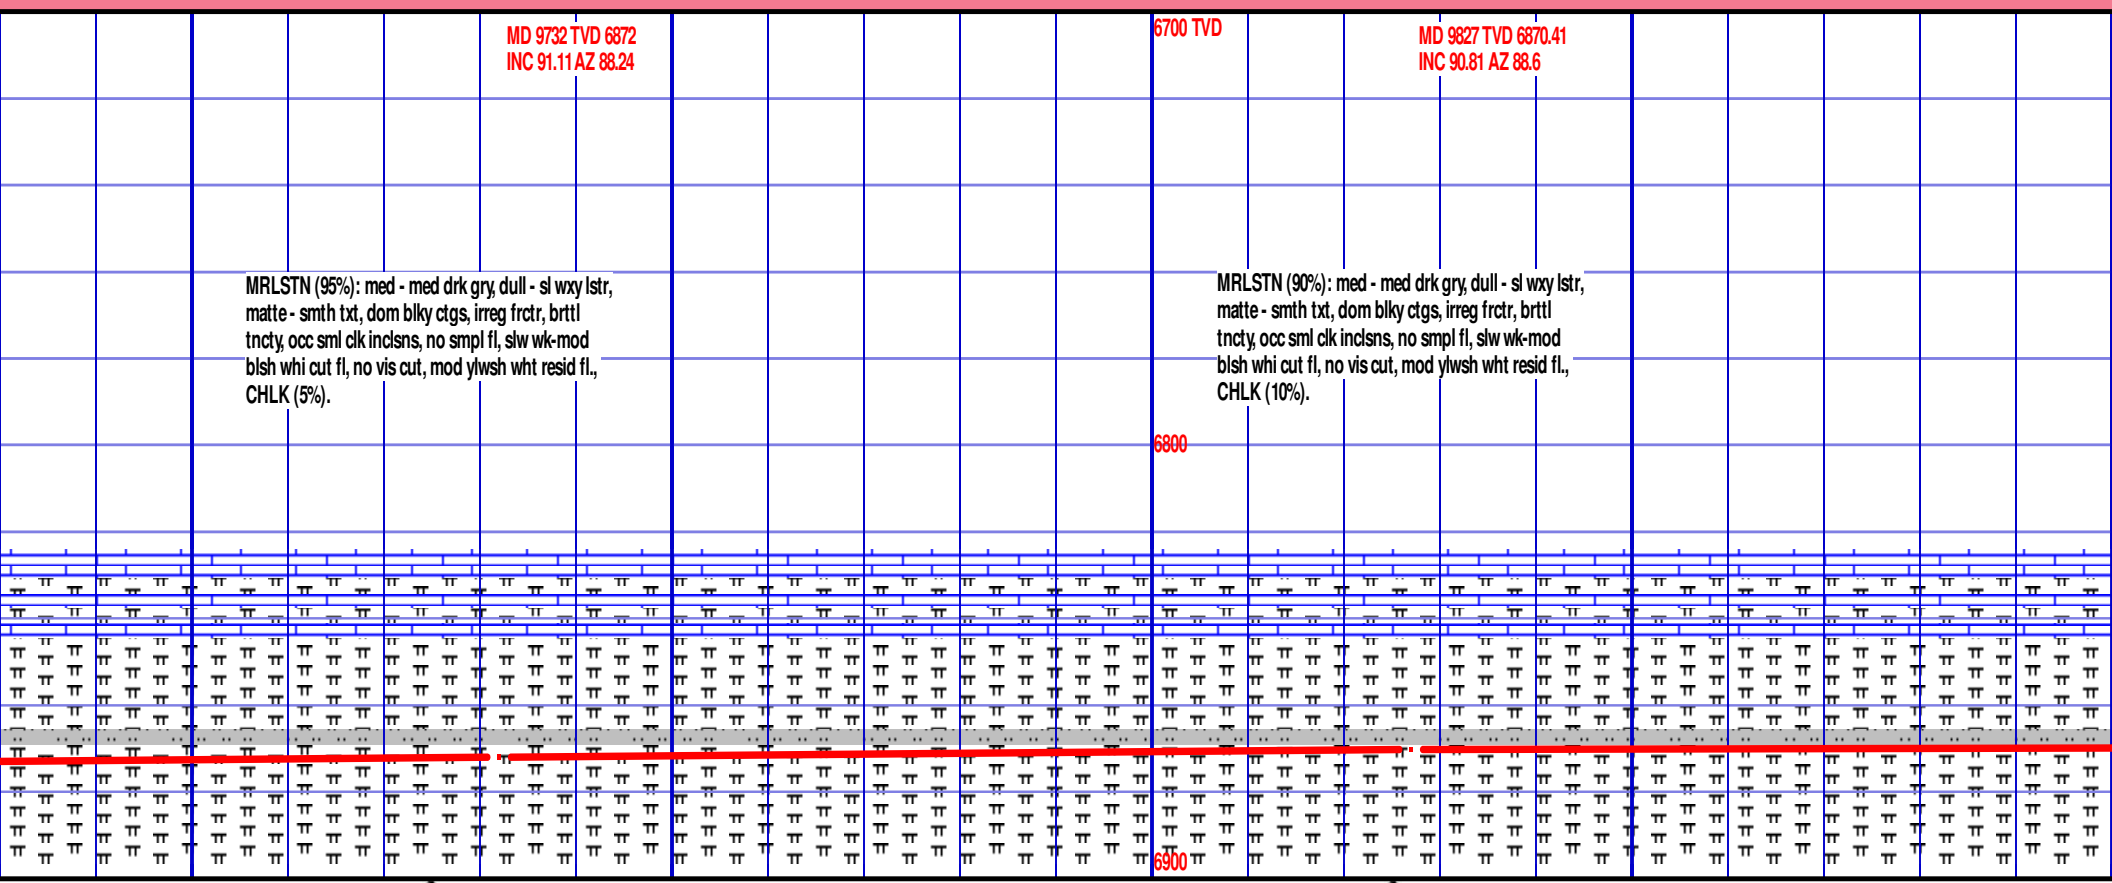 MD 9732 TVD 6872
INC 91.11 AZ 88.24
6700 TVD
MD 9827 TVD 6870.41
INC 90.81 AZ 88.6
MRLSTN (95%): med - med drk gry, dull - sl wxy lstr,
matte - smth txt, dom blky ctgs, irreg frctr, brttl
tncty, occ sml clk inclsns, no smpl fl, slw wk-mod
blsh whi cut fl, no vis cut, mod ylwsh wht resid fl.,
CHLK (5%).
MRLSTN (90%): med - med drk gry, dull - sl wxy lstr,
matte - smth txt, dom blky ctgs, irreg frctr, brttl
tncty, occ sml clk inclsns, no smpl fl, slw wk-mod
blsh whi cut fl, no vis cut, mod ylwsh wht resid fl.,
CHLK (10%).
6800
6900